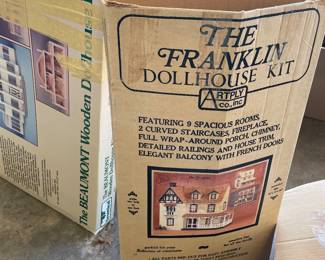 THE
FRANKLIN
DOLLHOUSE KIT
ARTPLY
co., inc
FEATURING 9 SPACIOUS ROOMS,
2 CURVED STAIRCASES, FIREPLACE,
FULL WRAP-AROUND PORCH, CHIMNEY,
DETAILED RAILINGS AND HOUSE TRIM,
ELEGANT BALCONY WITH FRENCH DOORS
The BEAUMONT Wooden Dollhouse